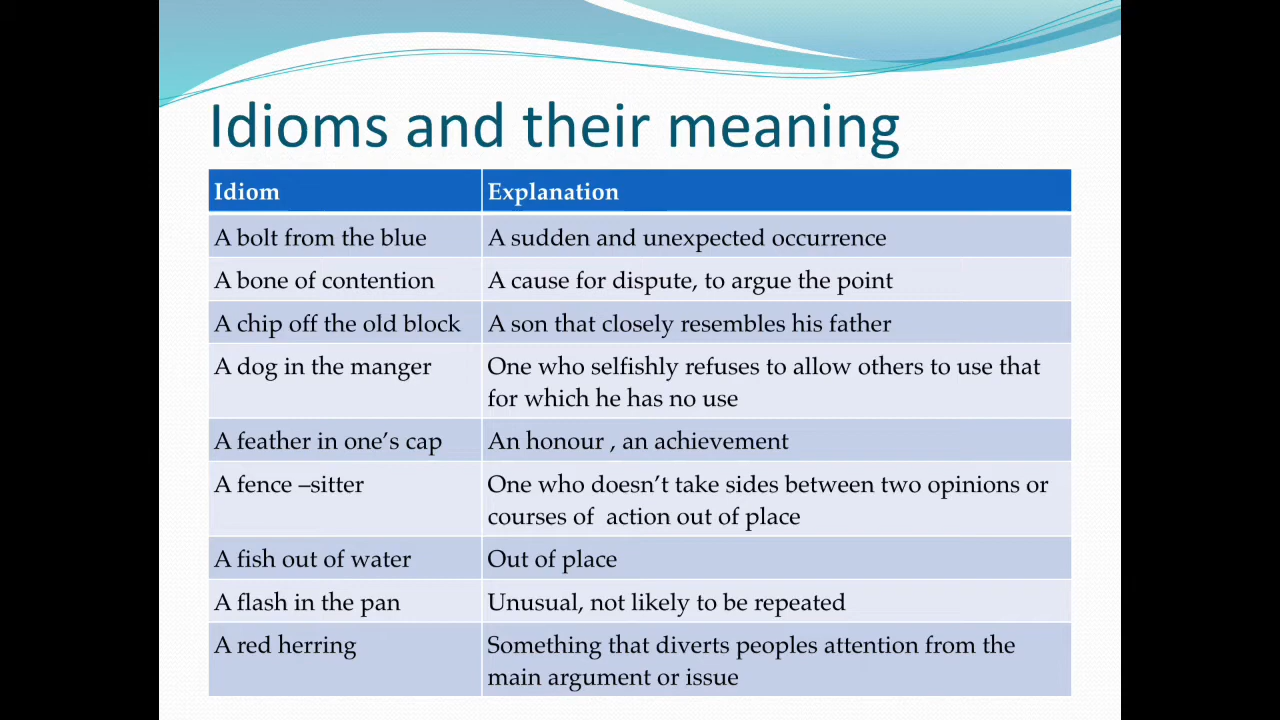 Idioms and their meaning
Idiom Explanation
A bolt from the blue A sudden and unexpected occurrence
A bone of contention A cause for dispute, to argue the point
A chip off the old block A son that closely resembles his father
A dog in the manger One who selfishly refuses to allow others to use that
for which he has no use
A feather in one’s cap An honour , an achievement
A fence –sitter One who doesn’t take sides between two opinions or
courses of action out of place
A fish out of water Out of place
A flash in the pan Unusual, not likely to be repeated
A red herring Something that diverts peoples attention from the
main argument or issue